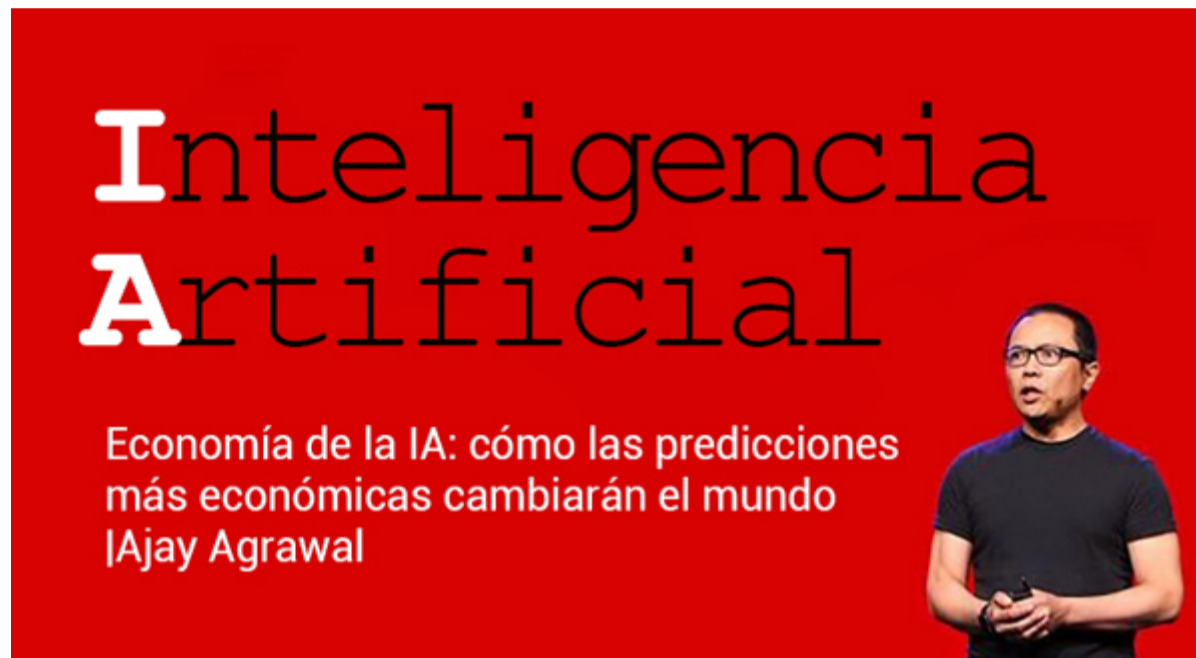 Inteligencia
Artificial
Economía de la IA: cómo las predicciones
más económicas cambiarán el mundo
|Ajay Agrawal